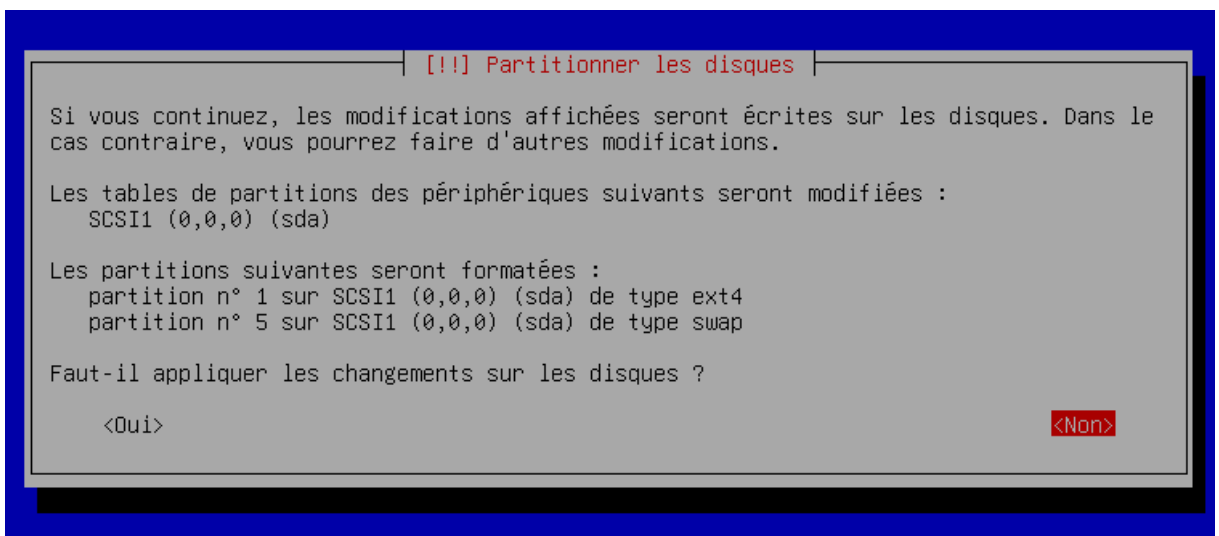 [!!] Partitionner les disques
Si vous continuez, les modifications affichées seront écrites sur les disques. Dans le
cas contraire, vous pourrez faire d'autres modifications.
Les tables de partitions des périphériques suivants seront modifiées :
SCSI1 (0,0,0) (sda)
Les partitions suivantes seront formatées :
partition n° 1 sur SCSI1 (0,0,0) (sda) de type ext4
partition n° 5 sur SCSI1 (0,0,0) (sda) de type swap
Faut-il appliquer les changements sur les disques ?
<Oui> <Non>